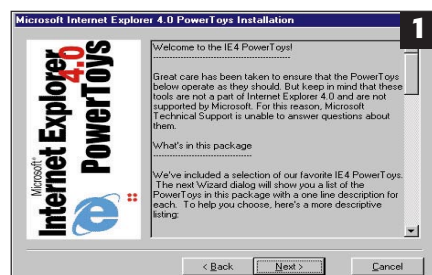 Microsoft Internet Explorer 4.0 PowerToys Installation
1
Microsoft®
Internet Explorer
4.0
PowerToys
Welcome to the IE4 PowerToys!
--------------------------------------------
Great care has been taken to ensure that the PowerToys
below operate as they should. But keep in mind that these
tools are not a part of Internet Explorer 4.0 and are not
supported by Microsoft. For this reason, Microsoft
Technical Support is unable to answer questions about
them.
What's in this package
--------------------------------
We've included a selection of our favorite IE4 PowerToys.
The next Wizard dialog will show you a list of the
PowerToys in this package with a one line description for
each. To help you choose, here's a more descriptive
listing:
< Back
Next >
Cancel